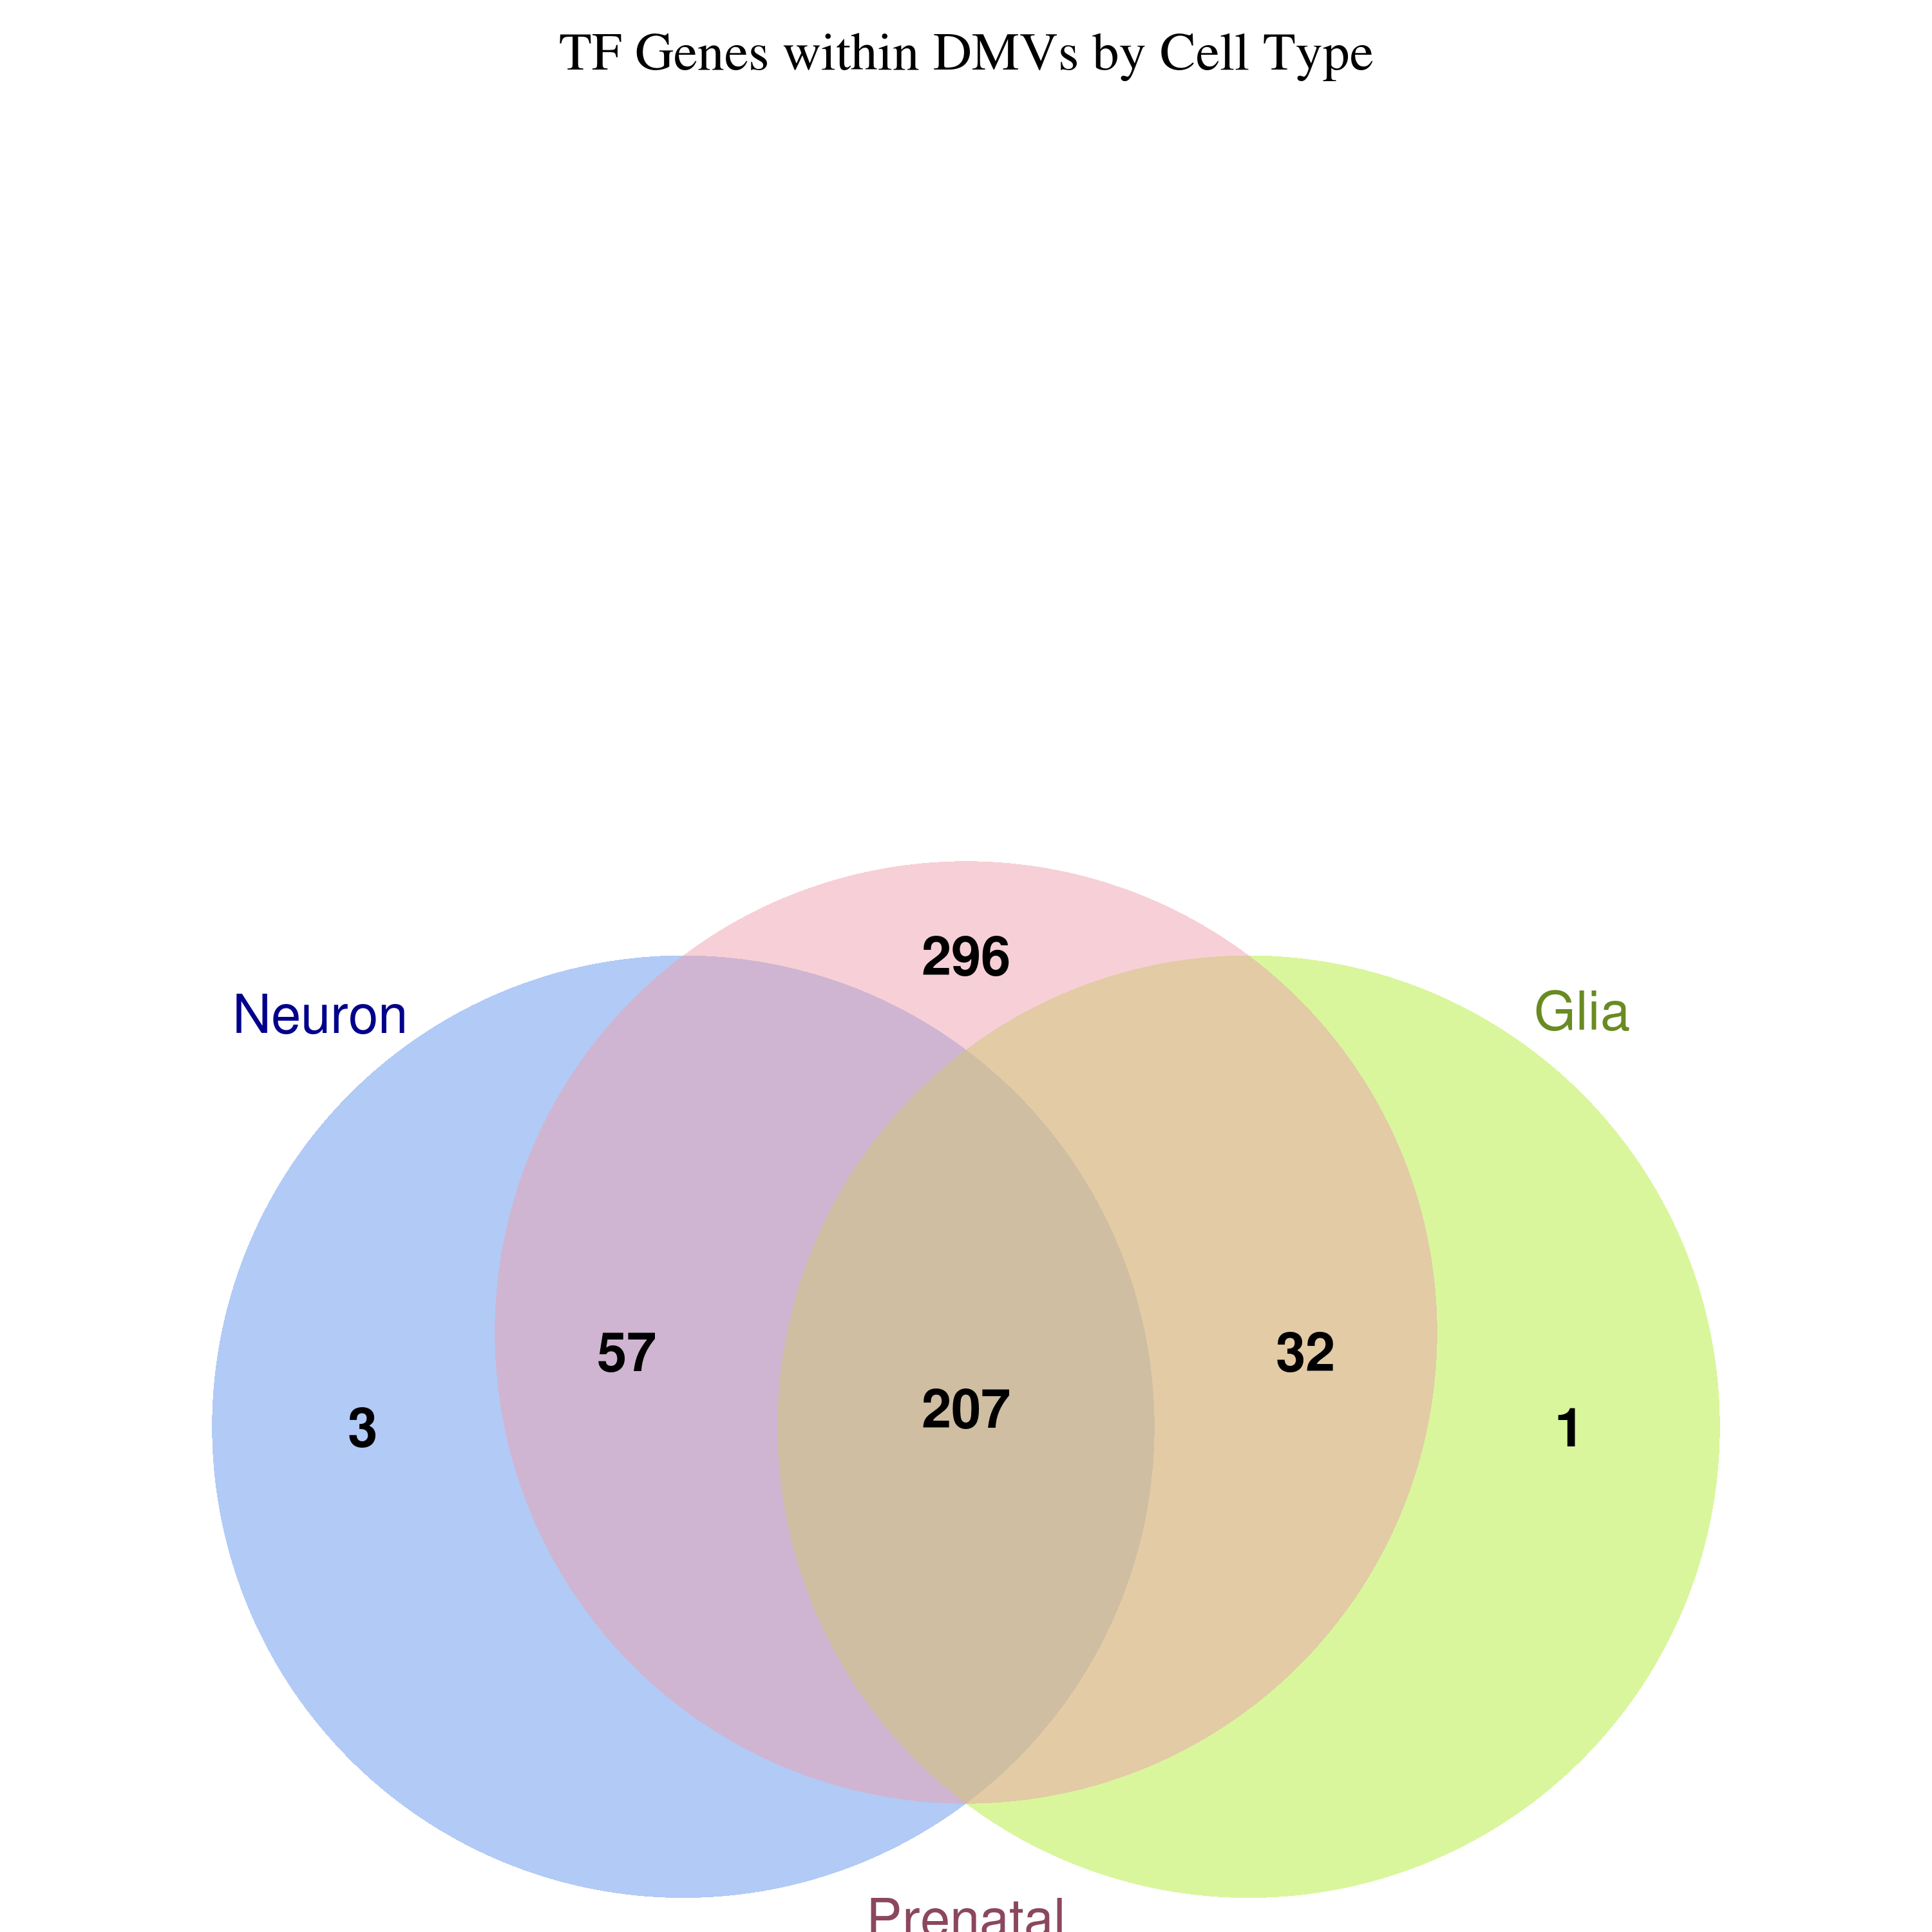 TF Genes within DMVs by Cell Type
296
Neuron
Glia
57
32
207
3
1
Prenatal